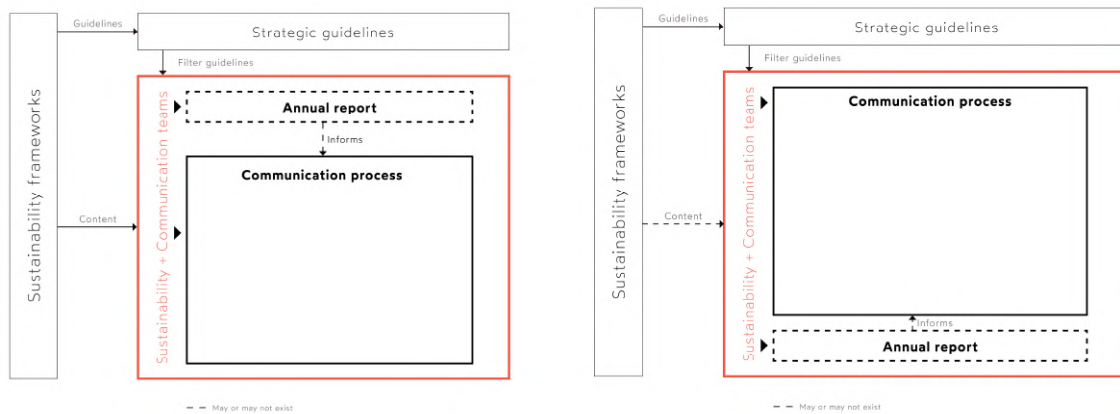 Guidelines
Strategic guidelines
Filter guidelines
Sustainability frameworks
Sustainability + Communication teams
Annual report
Informs
Communication process
Content
May or may not exist
Guidelines
Strategic guidelines
Filter guidelines
Sustainability frameworks
Sustainability + Communication teams
Communication process
Content
Informs
Annual report
May or may not exist